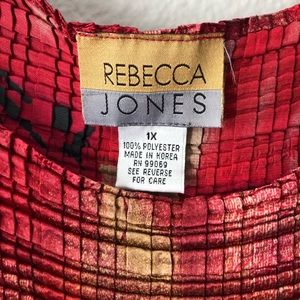 REBECCA
JONES
1X
100% POLYESTER
MADE IN KOREA
RN 99069
SEE REVERSE
FOR CARE